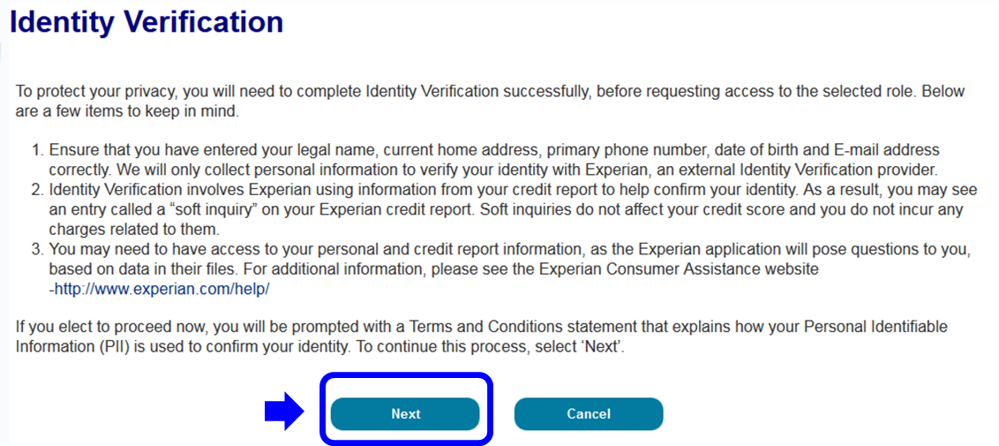 Identity Verification
To protect your privacy, you will need to complete Identity Verification successfully, before requesting access to the selected role. Below
are a few items to keep in mind.
1. Ensure that you have entered your legal name, current home address, primary phone number, date of birth and E-mail address
correctly. We will only collect personal information to verify your identity with Experian, an external Identity Verification provider.
2. Identity Verification involves Experian using information from your credit report to help confirm your identity. As a result, you may see
an entry called a “soft inquiry” on your Experian credit report. Soft inquiries do not affect your credit score and you do not incur any
charges related to them.
3. You may need to have access to your personal and credit report information, as the Experian application will pose questions to you,
based on data in their files. For additional information, please see the Experian Consumer Assistance website
-http://www.experian.com/help/
If you elect to proceed now, you will be prompted with a Terms and Conditions statement that explains how your Personal Identifiable
Information (PII) is used to confirm your identity. To continue this process, select ‘Next’.
Next Cancel